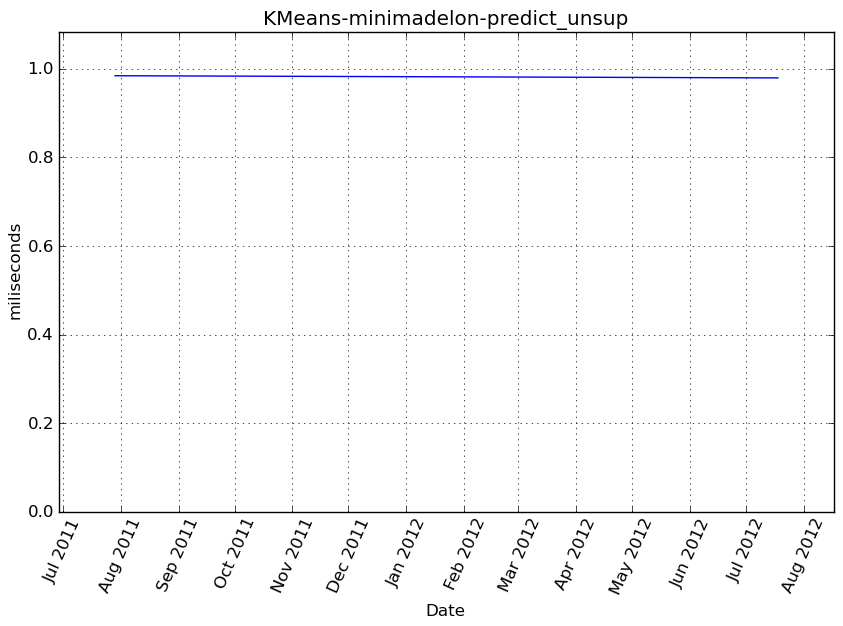 KMeans-minimadelon-predict_unsup
1.0
0.8
0.6
0.4
0.2
0.0
miliseconds
Jul 2011
Aug 2011
Sep 2011
Oct 2011
Nov 2011
Dec 2011
Jan 2012
Feb 2012
Mar 2012
Apr 2012
May 2012
Jun 2012
Jul 2012
Aug 2012
Date